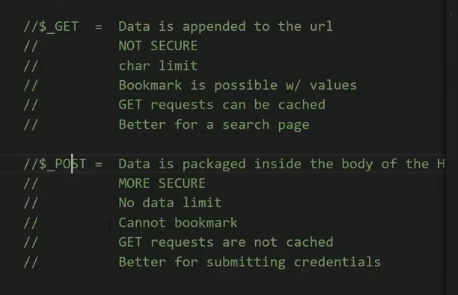 //$_GET  =  Data is appended to the url
//          NOT SECURE
//          char limit
//          Bookmark is possible w/ values
//          GET requests can be cached
//          Better for a search page
//$_POST =  Data is packaged inside the body of the H
//          MORE SECURE
//          No data limit
//          Cannot bookmark
//          GET requests are not cached
//          Better for submitting credentials